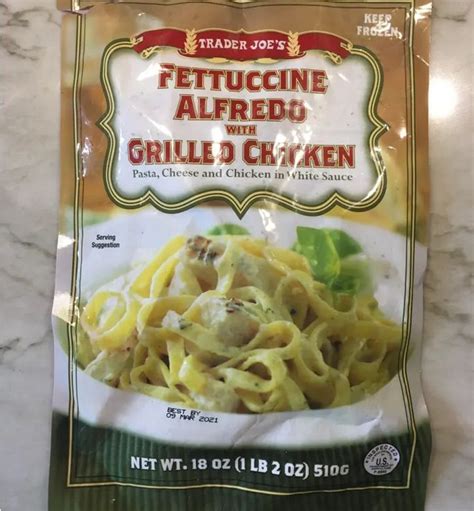 KEEP
FROZEN
TRADER JOE'S
FETTUCCINE
ALFREDO
WITH
GRILLED CHICKEN
Pasta, Cheese and Chicken in White Sauce
Serving
Suggestion
BEST BY
09 MAR 2021
NET WT. 18 OZ (1 LB 2 OZ) 510G
INSPECTED
U.S.